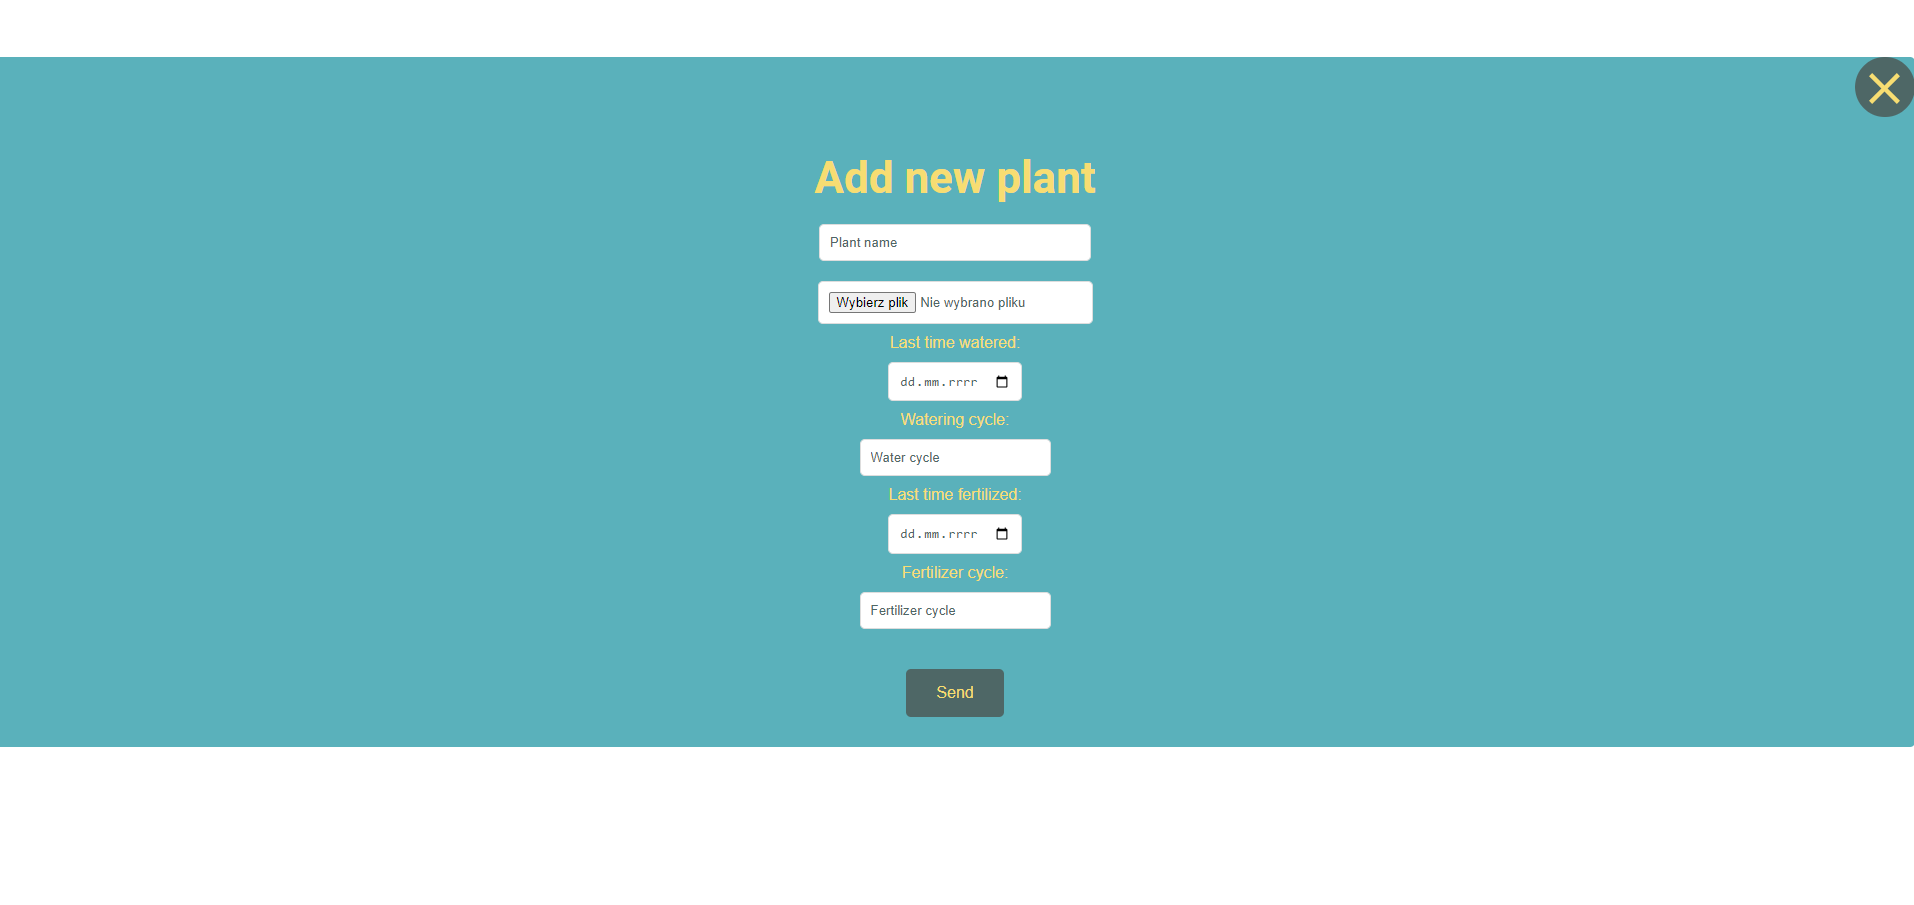 Add new plant
Plant name
Wybierz plik Nie wybrano pliku
Last time watered:
dd.mm.rrrr
Watering cycle:
Water cycle
Last time fertilized:
dd.mm.rrrr
Fertilizer cycle:
Fertilizer cycle
Send